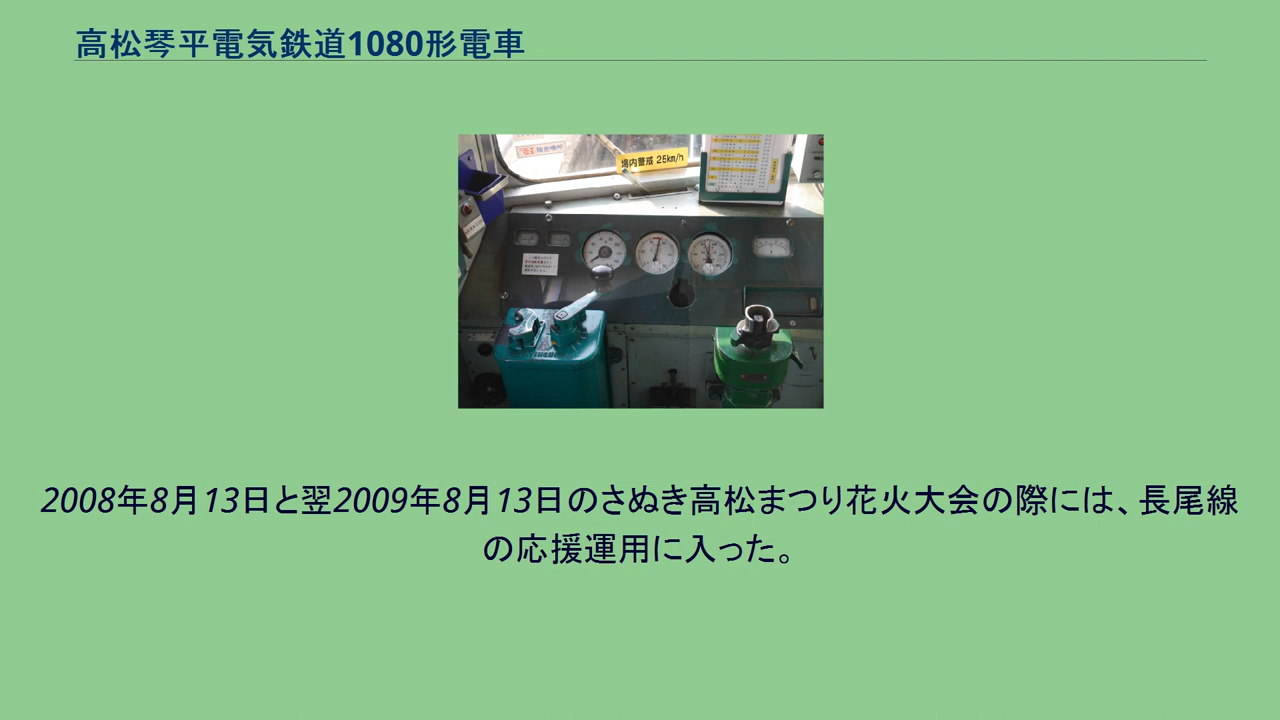 高松琴平電気鉄道1080形電車
場内警戒 25km/h
2008年8月13日と翌2009年8月13日のさぬき高松まつり花火大会の際には、長尾線
の応援運用に入った。